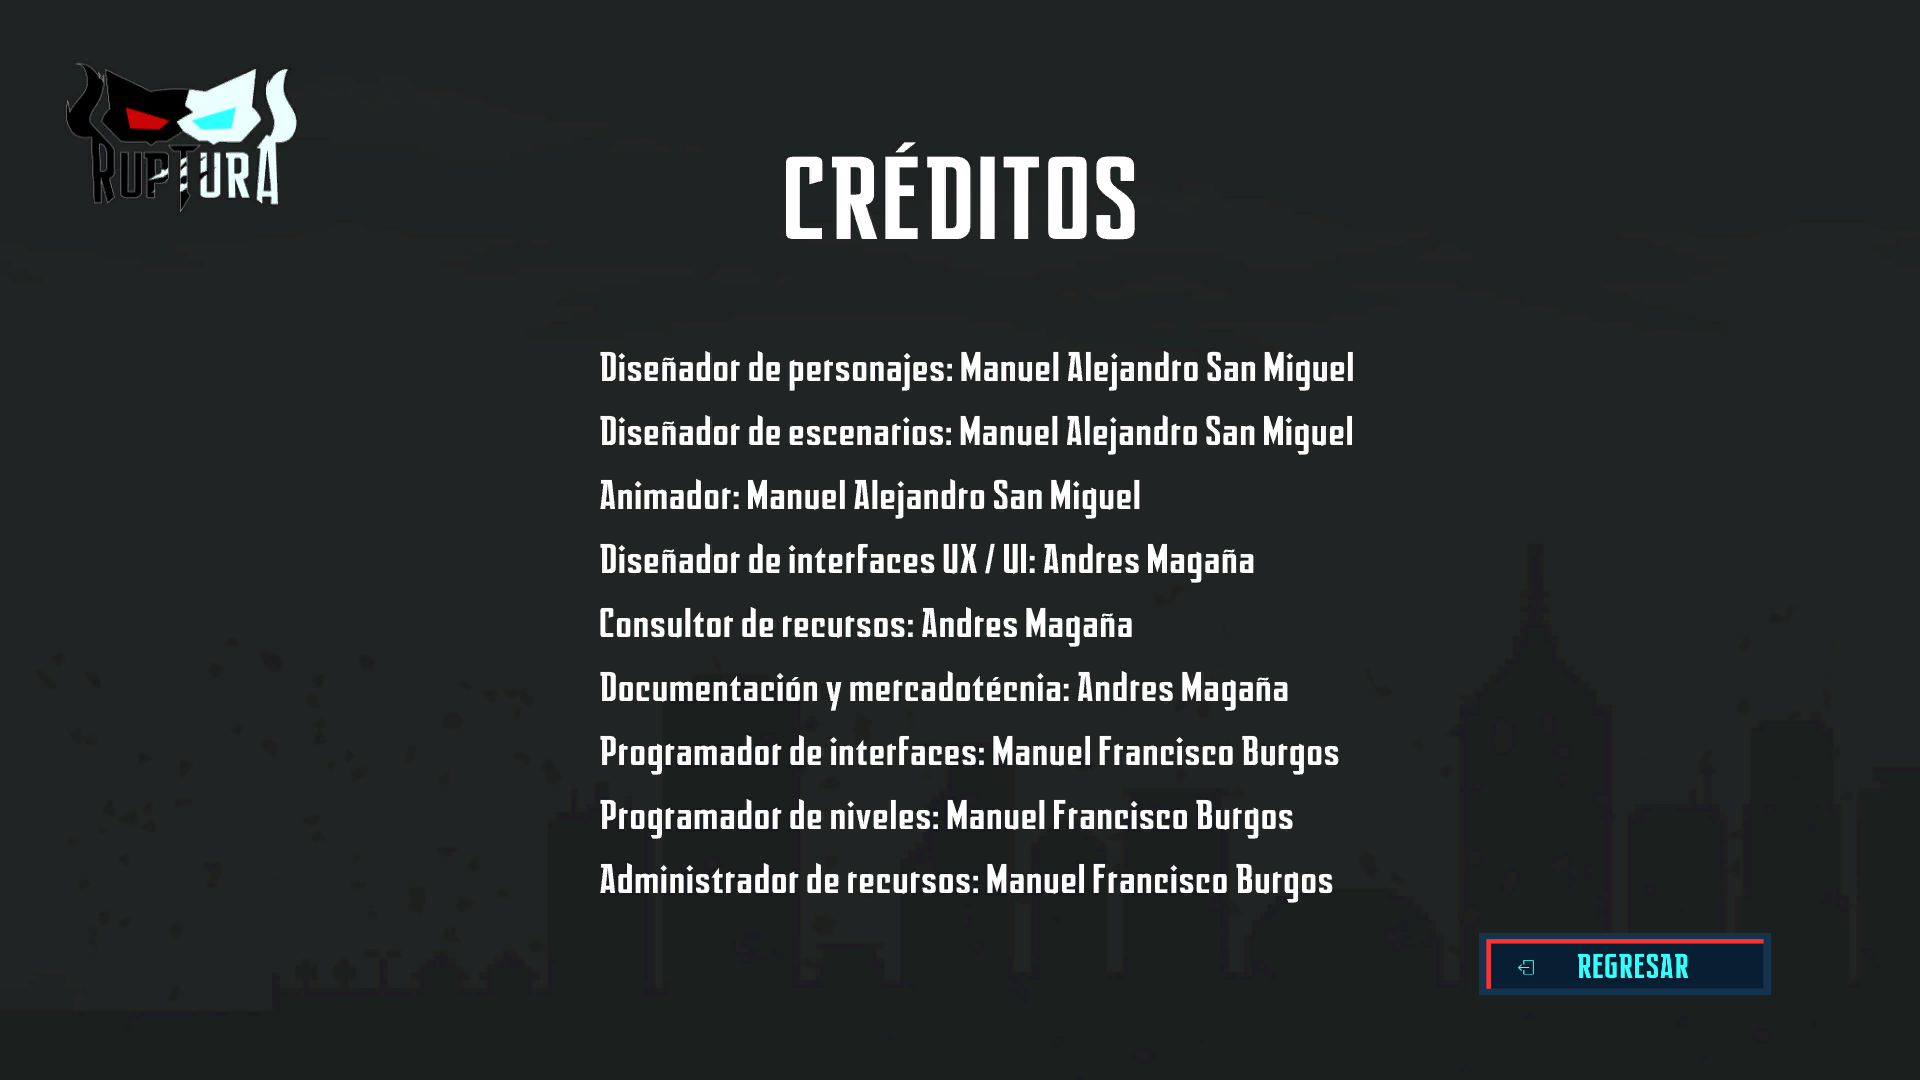 RUPTURA
CRÉDITOS
Diseñador de personajes: Manuel Alejandro San Miguel
Diseñador de escenarios: Manuel Alejandro San Miguel
Animador: Manuel Alejandro San Miguel
Diseñador de interfaces UX / UI: Andres Magaña
Consultor de recursos: Andres Magaña
Documentación y mercadotécnia: Andres Magaña
Programador de interfaces: Manuel Francisco Burgos
Programador de niveles: Manuel Francisco Burgos
Administrador de recursos: Manuel Francisco Burgos
REGRESAR